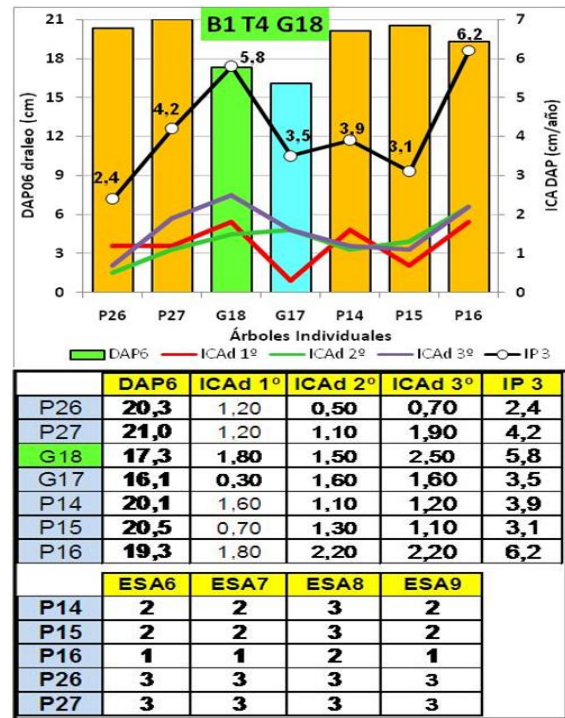 B1 T4 G18
DAP06 draleo (cm)
21
18
15
12
9
6
3
0
ICA DAP (cm/año)
7
6
5
4
3
2
1
0
2,4
4,2
5,8
3,5
3,9
3,1
6,2
P26 P27 G18 G17 P14 P15 P16
Árboles Individuales
DAP6 ICAd 1º ICAd 2º ICAd 3º IP 3
DAP6 ICAd 1º ICAd 2º ICAd 3º IP 3
P26 20,3 1,20 0,50 0,70 2,4
P27 21,0 1,20 1,10 1,90 4,2
G18 17,3 1,80 1,50 2,50 5,8
G17 16,1 0,30 1,60 1,60 3,5
P14 20,1 1,60 1,10 1,20 3,9
P15 20,5 0,70 1,30 1,10 3,1
P16 19,3 1,80 2,20 2,20 6,2
ESA6 ESA7 ESA8 ESA9
P14 2 2 3 2
P15 2 2 3 2
P16 1 1 2 1
P26 3 3 3 3
P27 3 3 3 3